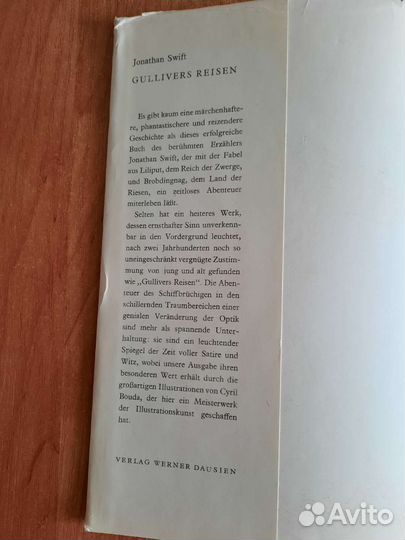 Jonathan Swift
GULLIVERS REISEN
Es gibt kaum eine märchenhafte-
re, phantastischere und reizendere
Geschichte als dieses erfolgreiche
Buch des berühmten Erzählers
Jonathan Swift, der mit der Fabel
aus Liliput, dem Reich der Zwerge,
und Brobdingnag, dem Land der
Riesen, ein zeitloses Abenteuer
miterleben läßt.
Selten hat ein heiteres Werk,
dessen ernsthafter Sinn unverkenn-
bar in den Vordergrund leuchtet,
nach zwei Jahrhunderten noch so
uneingeschränkt vergnügte Zustim-
mung von jung und alt gefunden
wie „Gullivers Reisen“. Die Aben-
teuer des Schiffbrüchigen in den
schillernden Traumbereichen einer
genialen Veränderung der Optik
sind mehr als spannende Unter-
haltung: sie sind ein leuchtender
Spiegel der Zeit voller Satire und
Witz, wobei unsere Ausgabe ihren
besonderen Wert erhält durch die
großartigen Illustrationen von Cyril
Bouda, der hier ein Meisterwerk
der Illustrationskunst geschaffen
hat.
VERLAG WERNER DAUSIEN
Avito